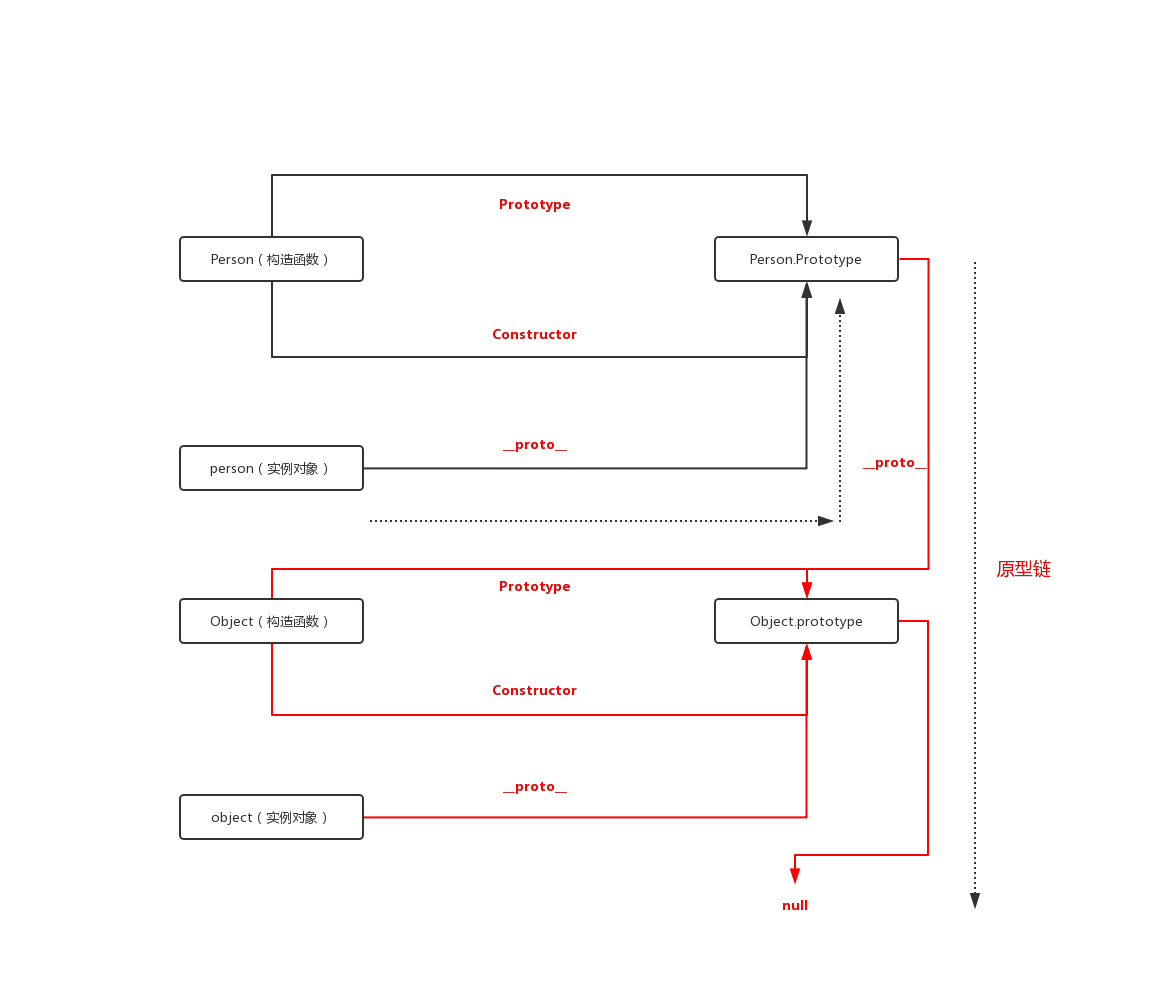 Prototype
Person ( 构造函数 )
Person.Prototype
Constructor
__proto__
person ( 实例对象 )
__proto__
原型链
Prototype
Object ( 构造函数 )
Object.prototype
Constructor
__proto__
object ( 实例对象 )
null